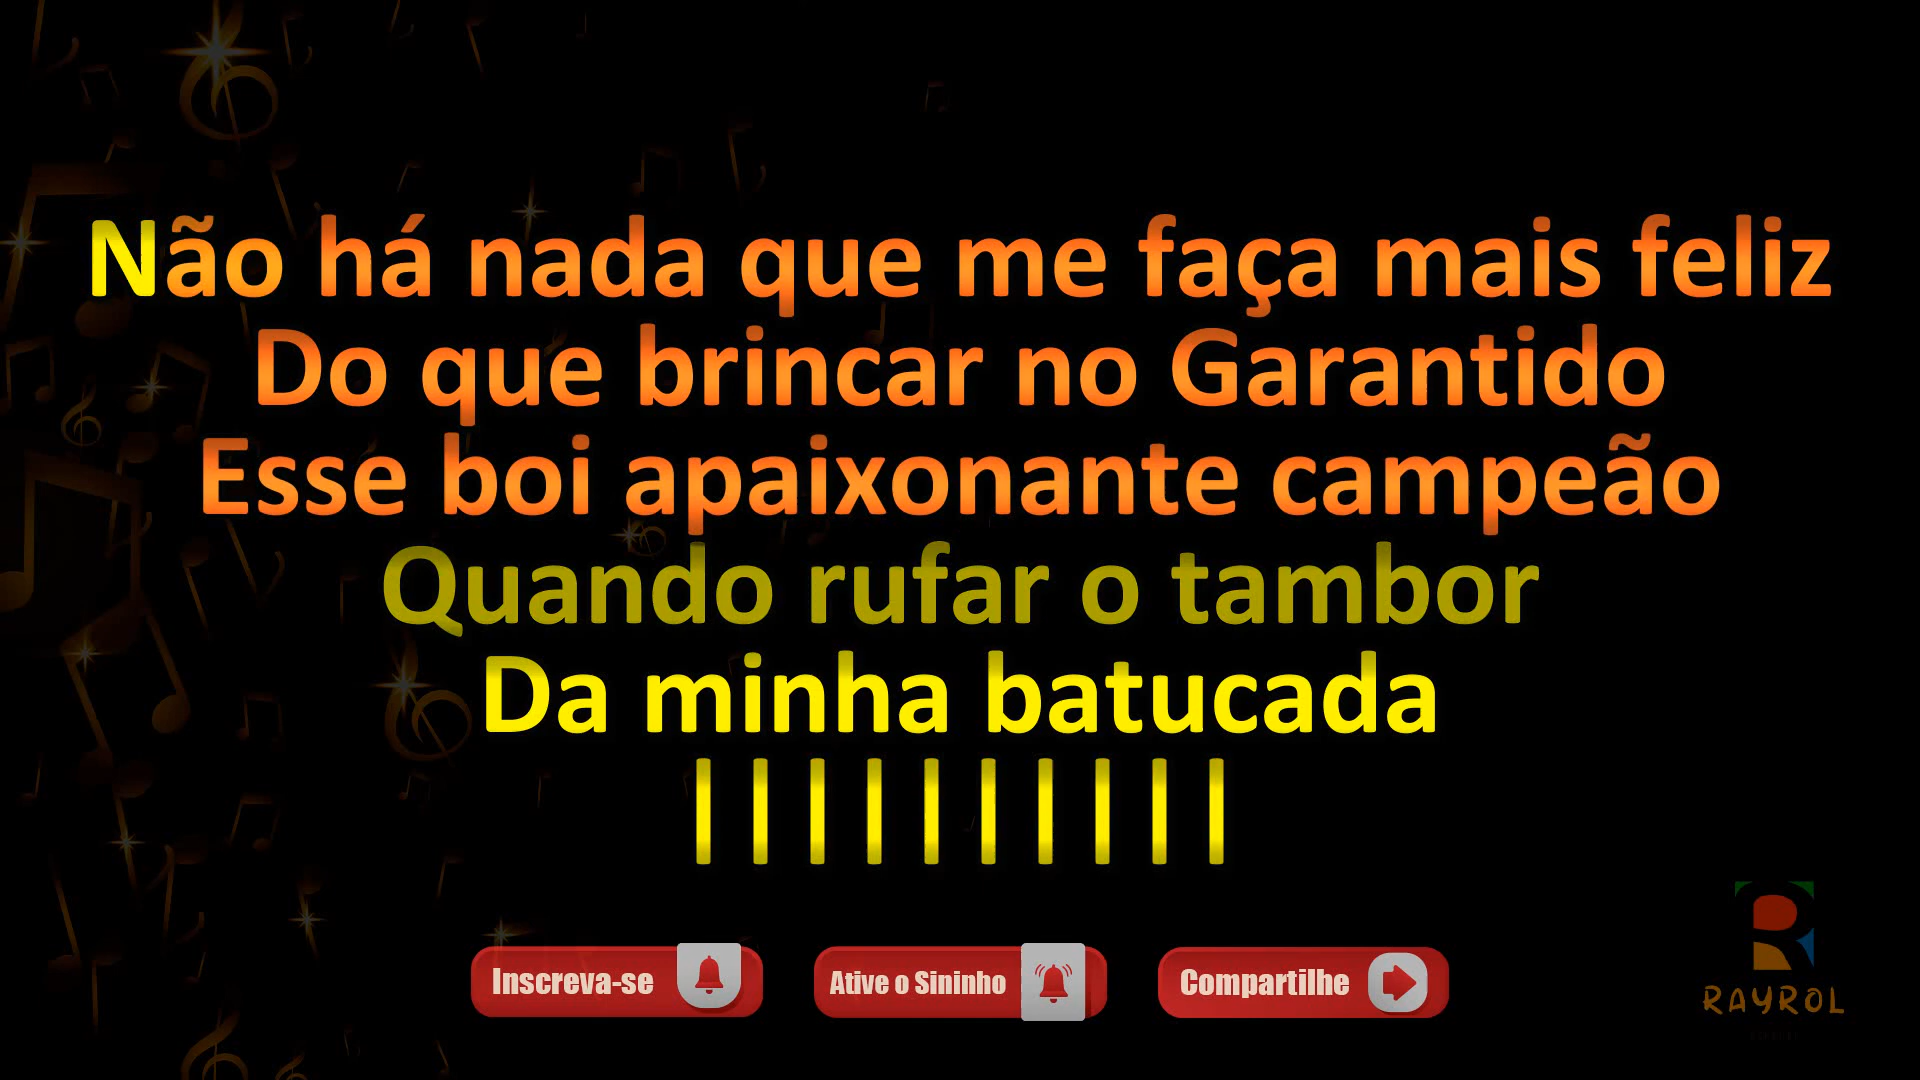 Não há nada que me faça mais feliz
Do que brincar no Garantido
Esse boi apaixonante campeão
Quando rufar o tambor
Da minha batucada
| | | | | | | | | |
Inscreva-se
Ative o Sininho
Compartilhe
RAYROL